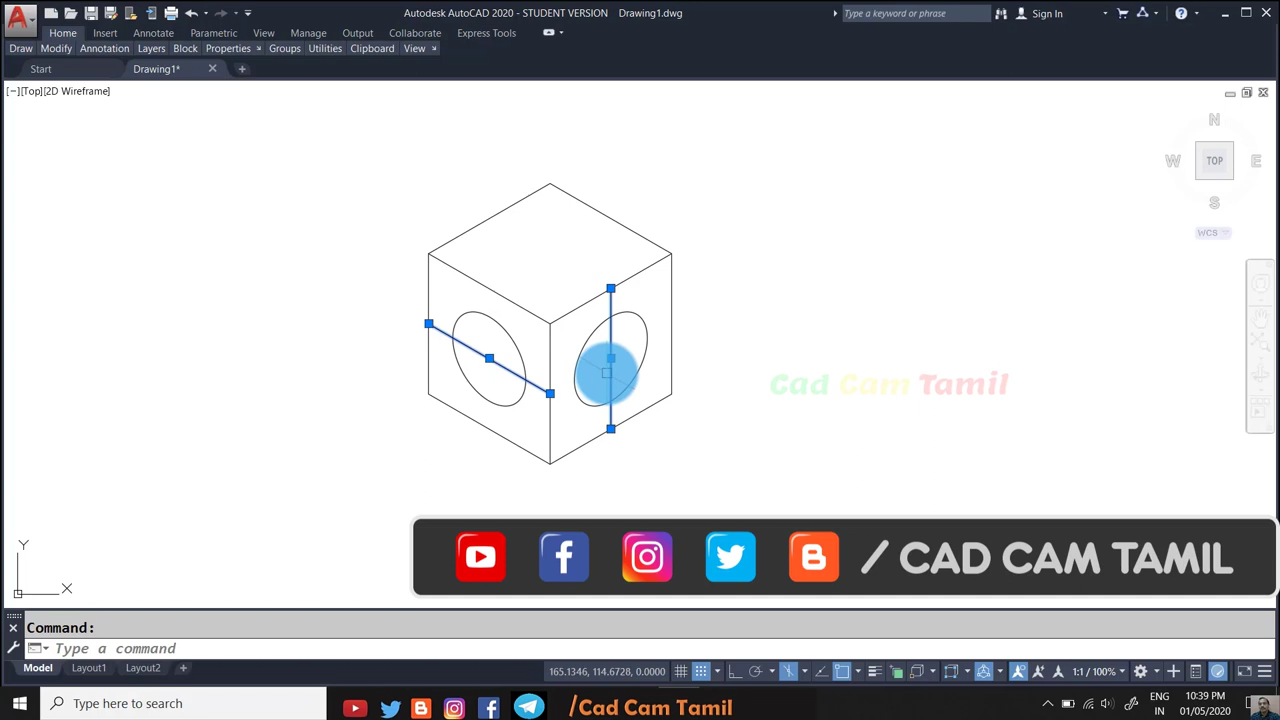 Autodesk AutoCAD 2020 - STUDENT VERSION Drawing1.dwg
Type a keyword or phrase
Sign In
Home Insert Annotate Parametric View Manage Output Collaborate Express Tools
Draw Modify Annotation Layers Block Properties Groups Utilities Clipboard View
Start Drawing1*
[−][Top][2D Wireframe]
N
W TOP E
S
WCS
Cad Cam Tamil
/ CAD CAM TAMIL
Y
X
Command:
Type a command
Model Layout1 Layout2
165.1346, 114.6728, 0.0000
1:1 / 100%
Type here to search
/Cad Cam Tamil
ENG
IN
10:39 PM
01/05/2020